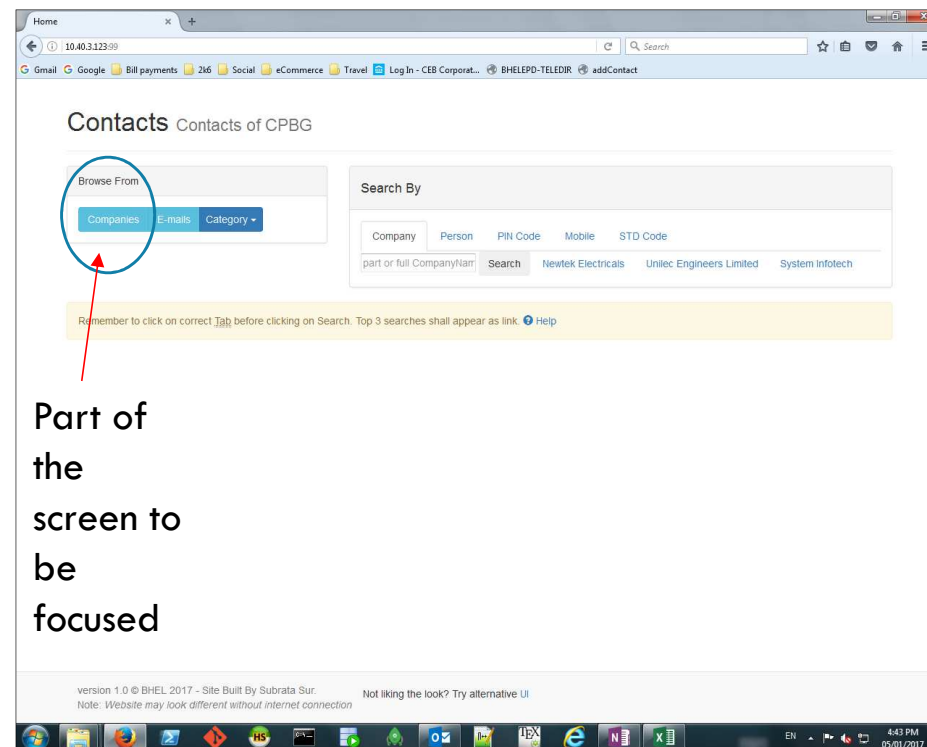 Home
10.40.3.123:99
Search
Gmail Google Bill payments 2k6 Social eCommerce Travel Log In - CEB Corporat... BHELEPD-TELEDIR addContact
Contacts Contacts of CPBG
Browse From
Companies E-mails Category
Search By
Company Person PIN Code Mobile STD Code
part or full CompanyNam Search Newtek Electricals Unilec Engineers Limited System Infotech
Remember to click on correct Tab before clicking on Search. Top 3 searches shall appear as link. Help
Part of
the
screen to
be
focused
version 1.0 © BHEL 2017 - Site Built By Subrata Sur.
Note: Website may look different without internet connection
Not liking the look? Try alternative UI
HS
TEX
EN
4:43 PM
05/01/2017